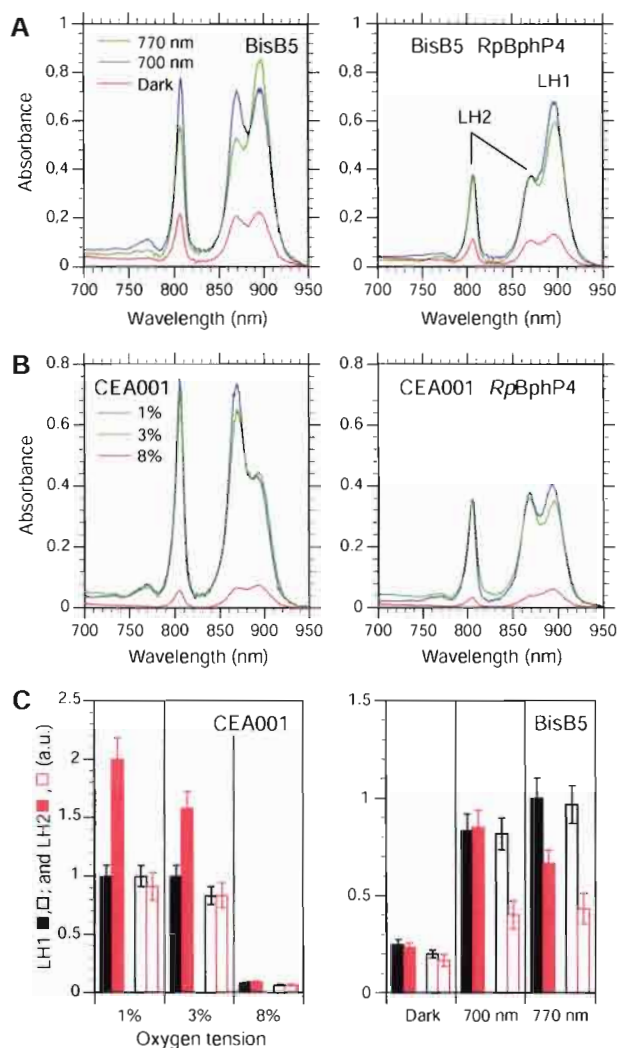 A
BisB5
770 nm
700 nm
Dark
Absorbance
1
0.8
0.6
0.4
0.2
0
700 750 800 850 900 950
Wavelength (nm)
BisB5 RpBphP4
LH1
LH2
1
0.8
0.6
0.4
0.2
0
700 750 800 850 900 950
Wavelength (nm)
B
CEA001
1%
3%
8%
Absorbance
0.8
0.6
0.4
0.2
0
700 750 800 850 900 950
Wavelength (nm)
CEA001 RpBphP4
0.8
0.6
0.4
0.2
0
700 750 800 850 900 950
Wavelength (nm)
C
CEA001
LH1 ■,□; and LH2 ■,□ (a.u.)
2.5
2
1.5
1
0.5
0
1% 3% 8%
Oxygen tension
BisB5
1.5
1
0.5
0
Dark 700 nm 770 nm